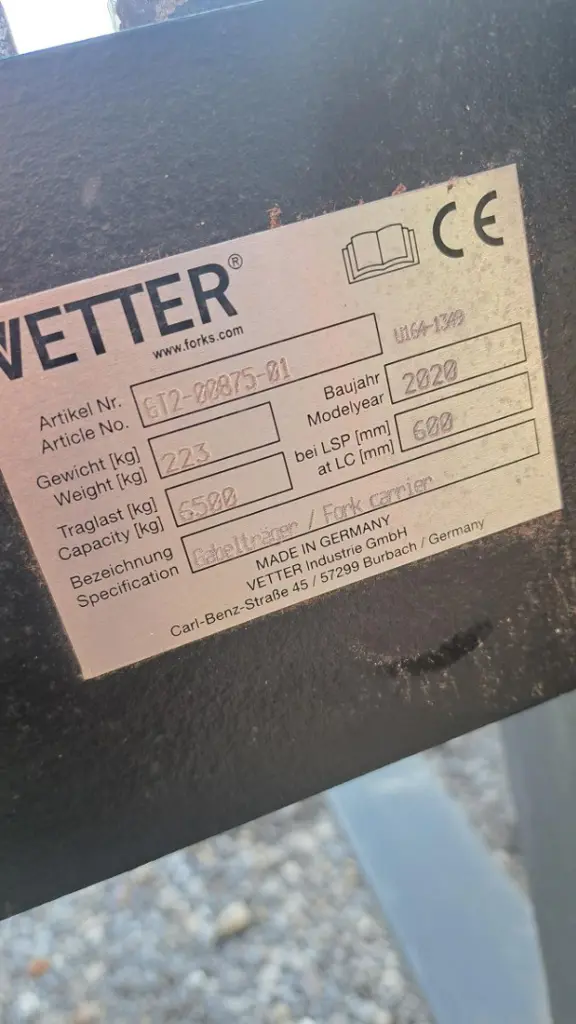 VETTER®
www.forks.com
CE
U164-1349
Artikel Nr.
Article No.
GT2-00875-01
Baujahr
Modelyear
2020
Gewicht [kg]
Weight [kg]
223
bei LSP [mm]
at LC [mm]
600
Traglast [kg]
Capacity [kg]
6500
Bezeichnung
Specification
Gabelträger / Fork carrier
MADE IN GERMANY
VETTER Industrie GmbH
Carl-Benz-Straße 45 / 57299 Burbach / Germany